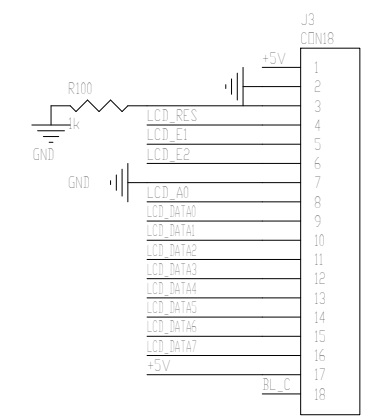 J3
CON18
+5V
1
2
R100
3
LCD_RES
1k
4
LCD_E1
5
GND
LCD_E2
6
GND
7
LCD_A0
8
LCD_DATA0
9
LCD_DATA1
10
LCD_DATA2
11
LCD_DATA3
12
LCD_DATA4
13
LCD_DATA5
14
LCD_DATA6
15
LCD_DATA7
16
+5V
17
BL_C
18